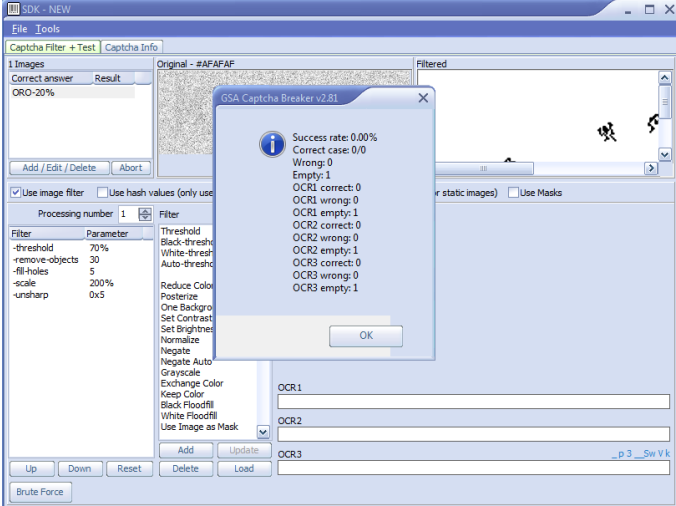 SDK - NEW
File Tools
Captcha Filter + Test Captcha Info
1 Images
Correct answer Result
ORO-20%
Add / Edit / Delete Abort
Original - #AFAFAF
Filtered
GSA Captcha Breaker v2.81
Success rate: 0.00%
Correct case: 0/0
Wrong: 0
Empty: 1
OCR1 correct: 0
OCR1 wrong: 0
OCR1 empty: 1
OCR2 correct: 0
OCR2 wrong: 0
OCR2 empty: 1
OCR3 correct: 0
OCR3 wrong: 0
OCR3 empty: 1
OK
Use image filter Use hash values (only use
r static images) Use Masks
Processing number 1
Filter Parameter
-threshold 70%
-remove-objects 30
-fill-holes 5
-scale 200%
-unsharp 0x5
Up Down Reset
Brute Force
Filter
Threshold
Black-thresho
White-thresh
Auto-thresho
Reduce Color
Posterize
One Backgro
Set Contrast
Set Brightnes
Normalize
Negate
Negate Auto
Grayscale
Exchange Color
Keep Color
Black Floodfill
White Floodfill
Use Image as Mask
Add Update
Delete Load
OCR1
OCR2
OCR3 _ p 3 __Sw V k